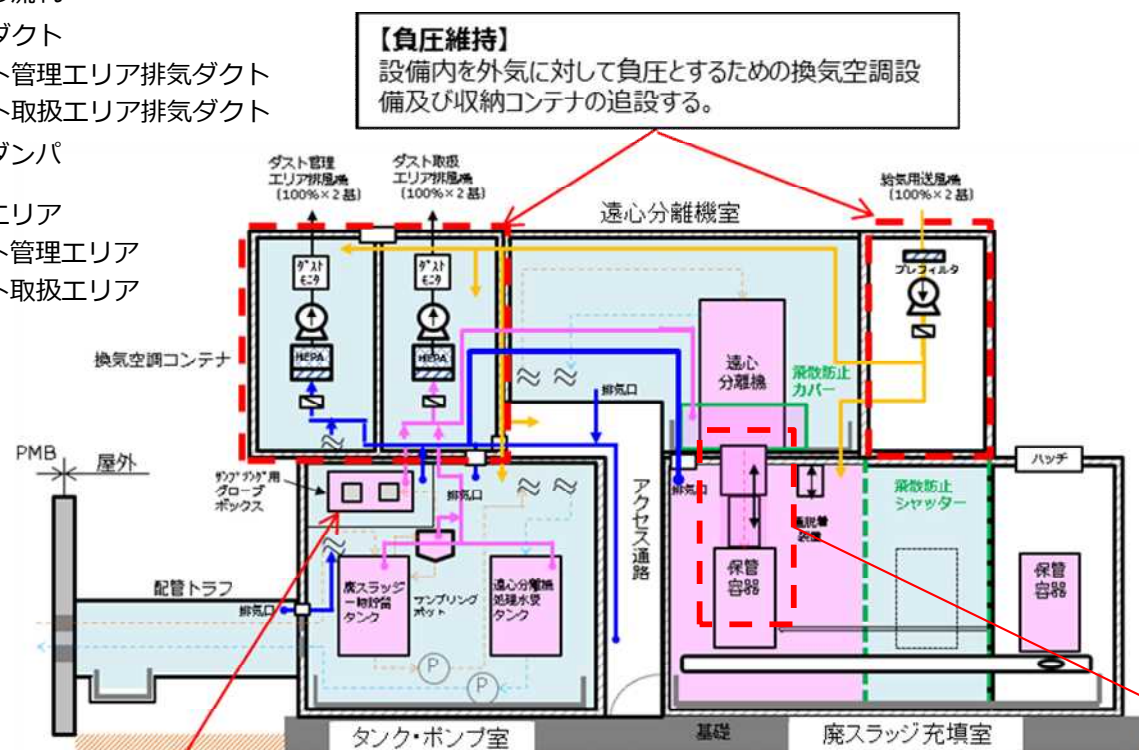 ダクト
ト管理エリア排気ダクト
ト取扱エリア排気ダクト
ダンパ
エリア
ト管理エリア
ト取扱エリア
【負圧維持】
設備内を外気に対して負圧とするための換気空調設
備及び収納コンテナの追設する。
ダスト管理
エリア排風機
(100%×2基)
ダスト取扱
エリア排風機
(100%×2基)
給気用送風機
(100%×2基)
遠心分離機室
ダスト
モニタ
ダスト
モニタ
プレフィルタ
HEPA
HEPA
換気空調コンテナ
遠心
分離機
飛散防止
カバー
排気口
PMB
屋外
ハッチ
サンプリング用
グローブ
ボックス
排気口
排気口
アクセス通路
蓋脱着
装置
飛散防止
シャッター
保管
容器
保管
容器
配管トラフ
排気口
廃スラッジ
一時貯留
タンク
サンプリング
ポット
遠心分離機
処理水受
タンク
P
P
タンク・ポンプ室
基礎
廃スラッジ充填室